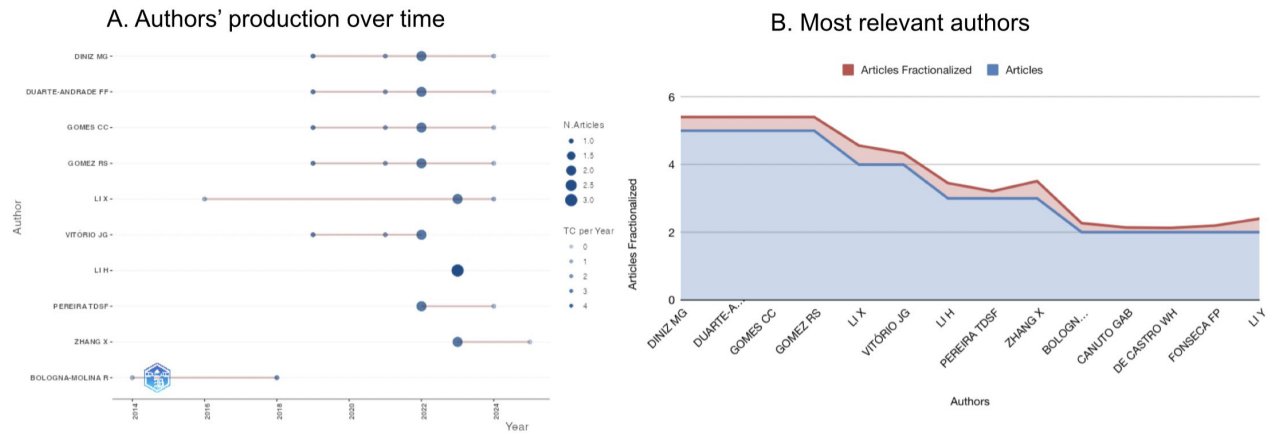 A. Authors’ production over time
DINIZ MG
DUARTE-ANDRADE FF
GOMES CC
GOMEZ RS
LI X
VITÓRIO JG
LI H
PEREIRA TDSF
ZHANG X
BOLOGNA-MOLINA R
Author
2014
2016
2018
2020
2022
2024
Year
N.Articles
1.0
1.5
2.0
2.5
3.0
TC per Year
0
1
2
3
4
B. Most relevant authors
Articles Fractionalized
Articles
Articles Fractionalized
6
4
2
0
DINIZ MG
DUARTE-A...
GOMES CC
GOMEZ RS
LI X
VITÓRIO JG
LI H
PEREIRA TDSF
ZHANG X
BOLOGN...
CANUTO GAB
DE CASTRO WH
FONSECA FP
LI Y
Authors